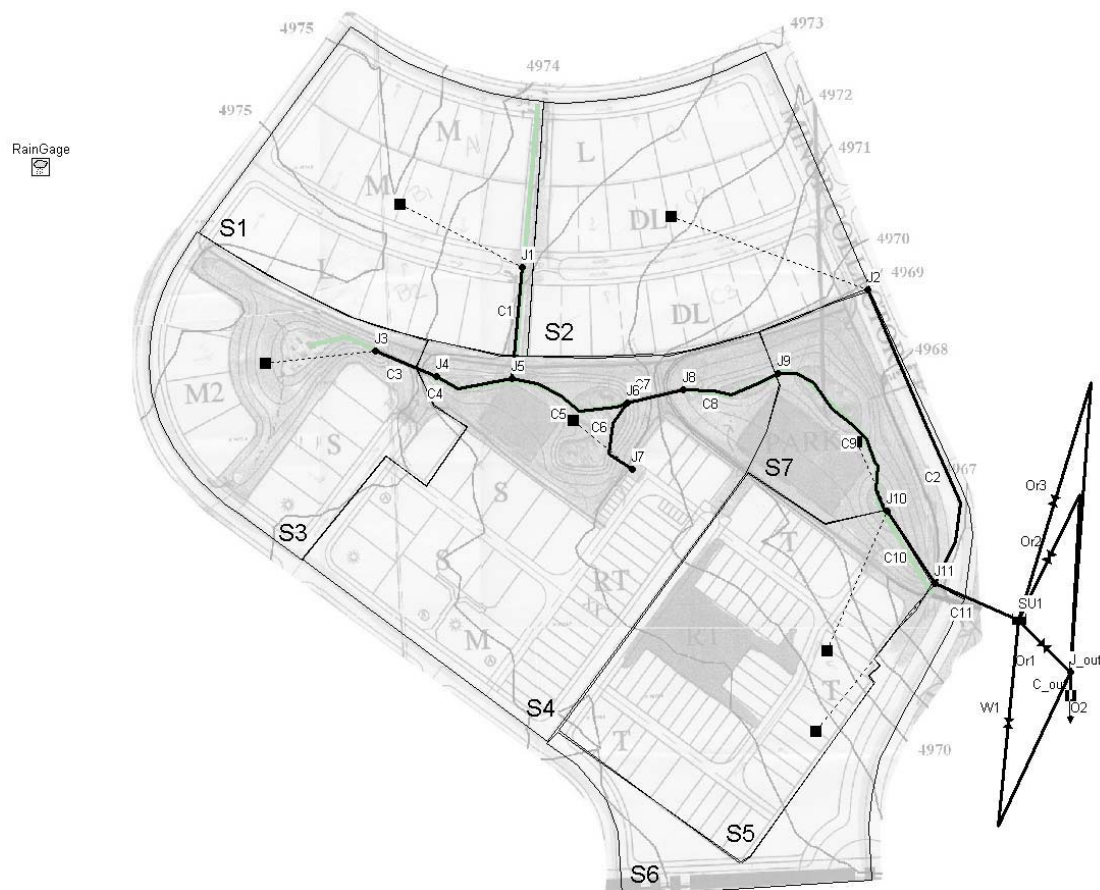 4973
4975
4974
4972
4975
4971
RainGage
M
L
M
DL
S1
4970
J1
J2
4969
C1
DL
S2
J3
4968
C3
J4
C4
J5
J6
C7
J8
C8
J9
M2
C5
C6
PARK
C9
S
J7
S7
C2
4967
Or3
S
J10
T
Or2
S3
C10
S
RT
J11
SU1
C11
RT
M
Or1
J_out
C_out
T
O2
W1
S4
T
4970
S5
S6